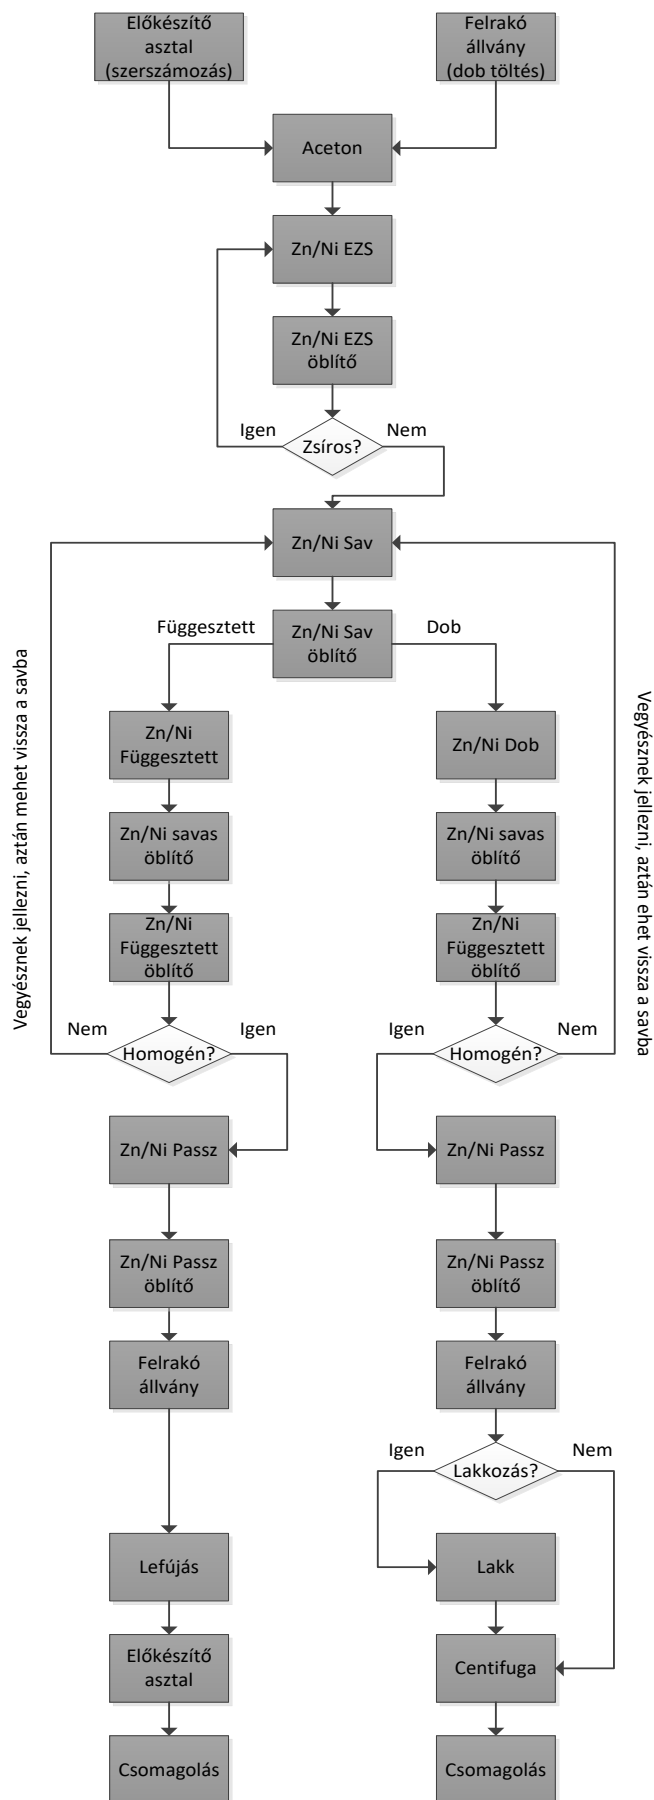 Előkészítő
asztal
(szerszámozás)
Felrakó
állvány
(dob töltés)
Aceton
Zn/Ni EZS
Zn/Ni EZS
öblítő
Igen
Nem
Zsíros?
Zn/Ni Sav
Függesztett
Zn/Ni Sav
öblítő
Dob
Vegyésznek jellezni, aztán mehet vissza a savba
Vegyésznek jellezni, aztán ehet vissza a savba
Zn/Ni
Függesztett
Zn/Ni savas
öblítő
Zn/Ni
Függesztett
öblítő
Nem
Igen
Homogén?
Zn/Ni Passz
Zn/Ni Passz
öblítő
Felrakó
állvány
Lefújás
Előkészítő
asztal
Csomagolás
Zn/Ni Dob
Zn/Ni savas
öblítő
Zn/Ni
Függesztett
öblítő
Igen
Nem
Homogén?
Zn/Ni Passz
Zn/Ni Passz
öblítő
Felrakó
állvány
Igen
Nem
Lakkozás?
Lakk
Centifuga
Csomagolás